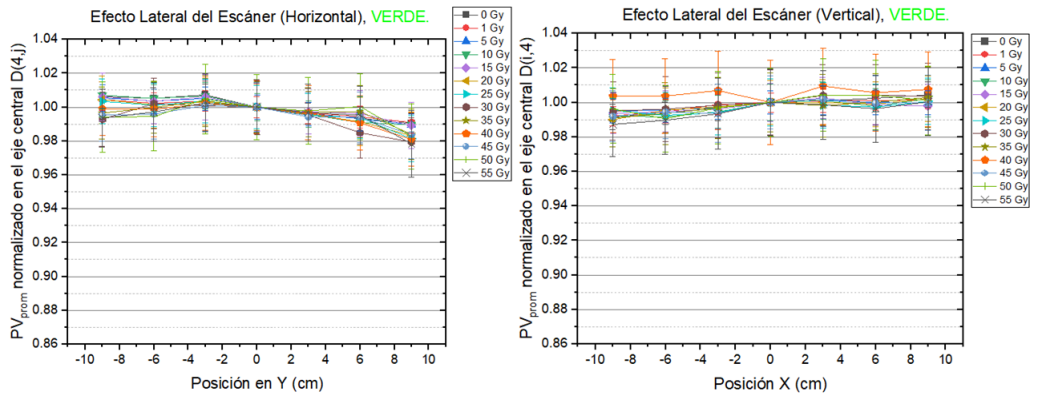 Efecto Lateral del Escáner (Horizontal), VERDE.
PV_prom normalizado en el eje central D(4,j)
1.04
1.02
1.00
0.98
0.96
0.94
0.92
0.90
0.88
0.86
-10 -8 -6 -4 -2 0 2 4 6 8 10
Posición en Y (cm)
0 Gy
1 Gy
5 Gy
10 Gy
15 Gy
20 Gy
25 Gy
30 Gy
35 Gy
40 Gy
45 Gy
50 Gy
55 Gy
Efecto Lateral del Escáner (Vertical), VERDE.
PV_prom normalizado en el eje central D(i,4)
1.04
1.02
1.00
0.98
0.96
0.94
0.92
0.90
0.88
0.86
-10 -8 -6 -4 -2 0 2 4 6 8 10
Posición X (cm)
0 Gy
1 Gy
5 Gy
10 Gy
15 Gy
20 Gy
25 Gy
30 Gy
35 Gy
40 Gy
45 Gy
50 Gy
55 Gy